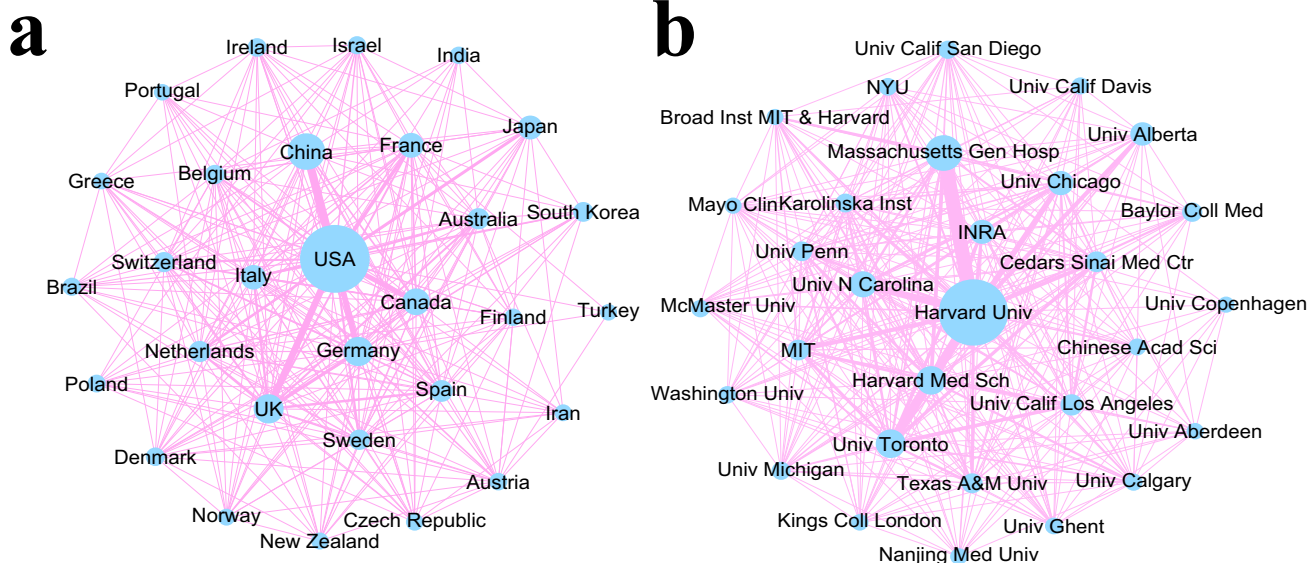 a
Ireland
Israel
India
Portugal
Japan
China
France
Greece
Belgium
Australia
South Korea
Switzerland
Italy
USA
Brazil
Canada
Finland
Turkey
Netherlands
Germany
Poland
Spain
UK
Iran
Sweden
Denmark
Austria
Norway
Czech Republic
New Zealand
b
Univ Calif San Diego
NYU
Univ Calif Davis
Broad Inst MIT & Harvard
Univ Alberta
Massachusetts Gen Hosp
Univ Chicago
Mayo Clin
Karolinska Inst
Baylor Coll Med
INRA
Univ Penn
Cedars Sinai Med Ctr
Univ N Carolina
McMaster Univ
Harvard Univ
Univ Copenhagen
MIT
Chinese Acad Sci
Harvard Med Sch
Washington Univ
Univ Calif Los Angeles
Univ Toronto
Univ Aberdeen
Univ Michigan
Texas A&M Univ
Univ Calgary
Kings Coll London
Univ Ghent
Nanjing Med Univ